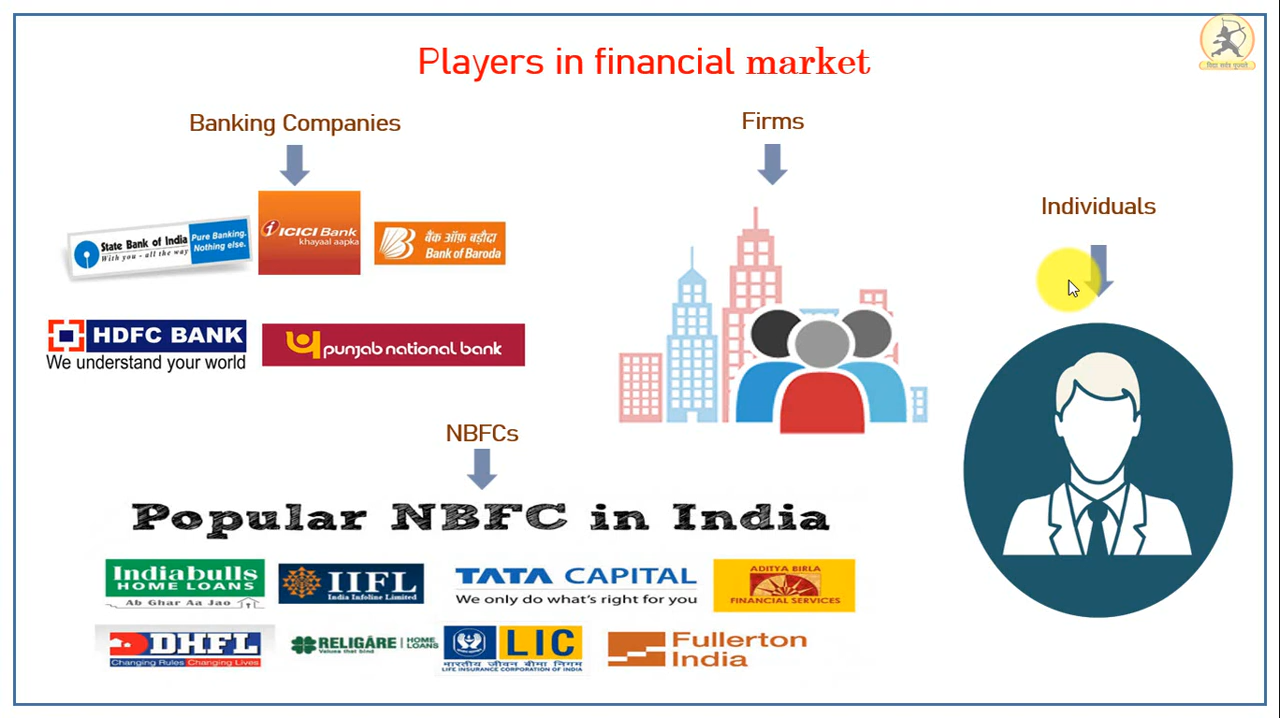 Players in financial market
Banking Companies
State Bank of India
With you - all the way
Pure Banking.
Nothing else.
ICICI Bank
khayaal aapka
बैंक ऑफ़ बड़ौदा
Bank of Baroda
HDFC BANK
We understand your world
punjab national bank
Firms
Individuals
NBFCs
Popular NBFC in India
Indiabulls
HOME LOANS
Ab Ghar Aa Jao
IIFL
India Infoline Limited
TATA CAPITAL
We only do what's right for you
ADITYA BIRLA
FINANCIAL SERVICES
DHFL
Changing Rules Changing Lives
RELIGARE HOME LOANS
Values that bind
LIC
भारतीय जीवन बीमा निगम
LIFE INSURANCE CORPORATION OF INDIA
Fullerton
India